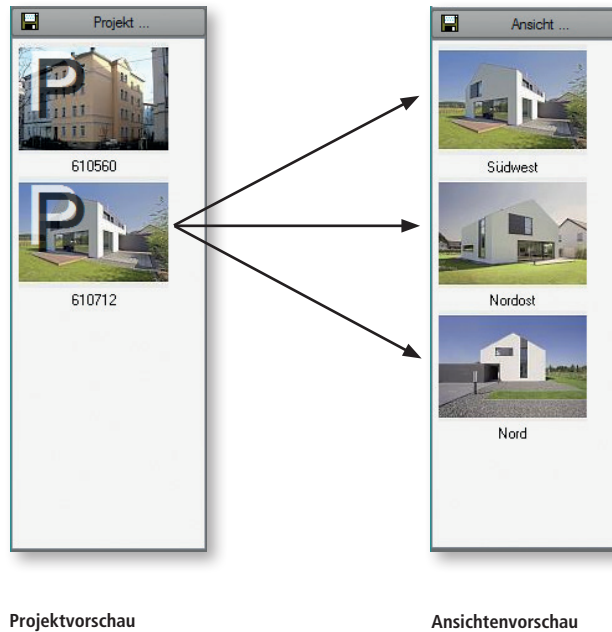 Projekt ...
P
610560
P
610712
Ansicht ...
Südwest
Nordost
Nord
Projektvorschau
Ansichtenvorschau